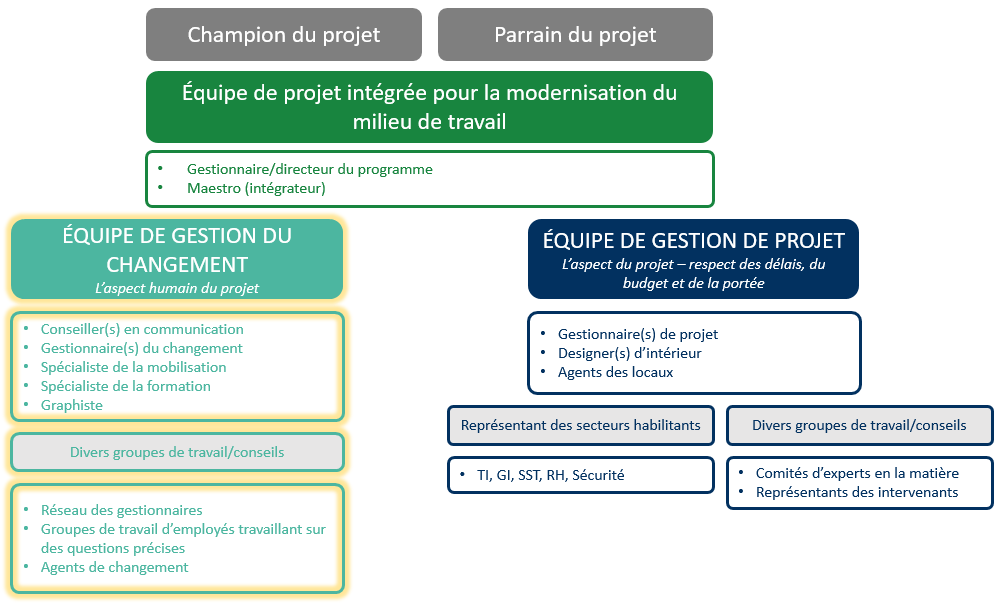 Champion du projet
Parrain du projet
Équipe de projet intégrée pour la modernisation du
milieu de travail
• Gestionnaire/directeur du programme
• Maestro (intégrateur)
ÉQUIPE DE GESTION DU
CHANGEMENT
L'aspect humain du projet
• Conseiller(s) en communication
• Gestionnaire(s) du changement
• Spécialiste de la mobilisation
• Spécialiste de la formation
• Graphiste
Divers groupes de travail/conseils
• Réseau des gestionnaires
• Groupes de travail d'employés travaillant sur
des questions précises
• Agents de changement
ÉQUIPE DE GESTION DE PROJET
L'aspect du projet – respect des délais, du
budget et de la portée
• Gestionnaire(s) de projet
• Designer(s) d'intérieur
• Agents des locaux
Représentant des secteurs habilitants
• TI, GI, SST, RH, Sécurité
Divers groupes de travail/conseils
• Comités d'experts en la matière
• Représentants des intervenants